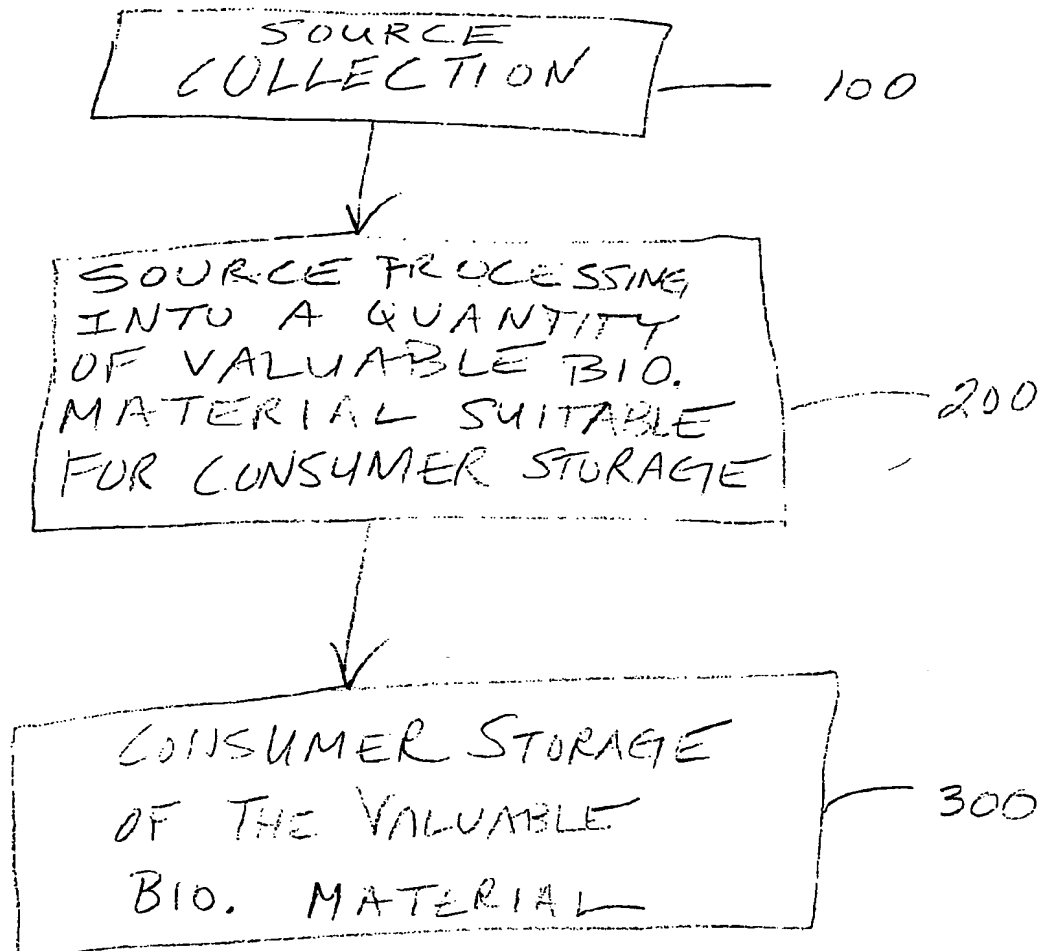 SOURCE
COLLECTION
100
SOURCE PROCESSING
INTO A QUANTITY
OF VALUABLE BIO.
MATERIAL SUITABLE
FOR CONSUMER STORAGE
200
CONSUMER STORAGE
OF THE VALUABLE
BIO. MATERIAL
300